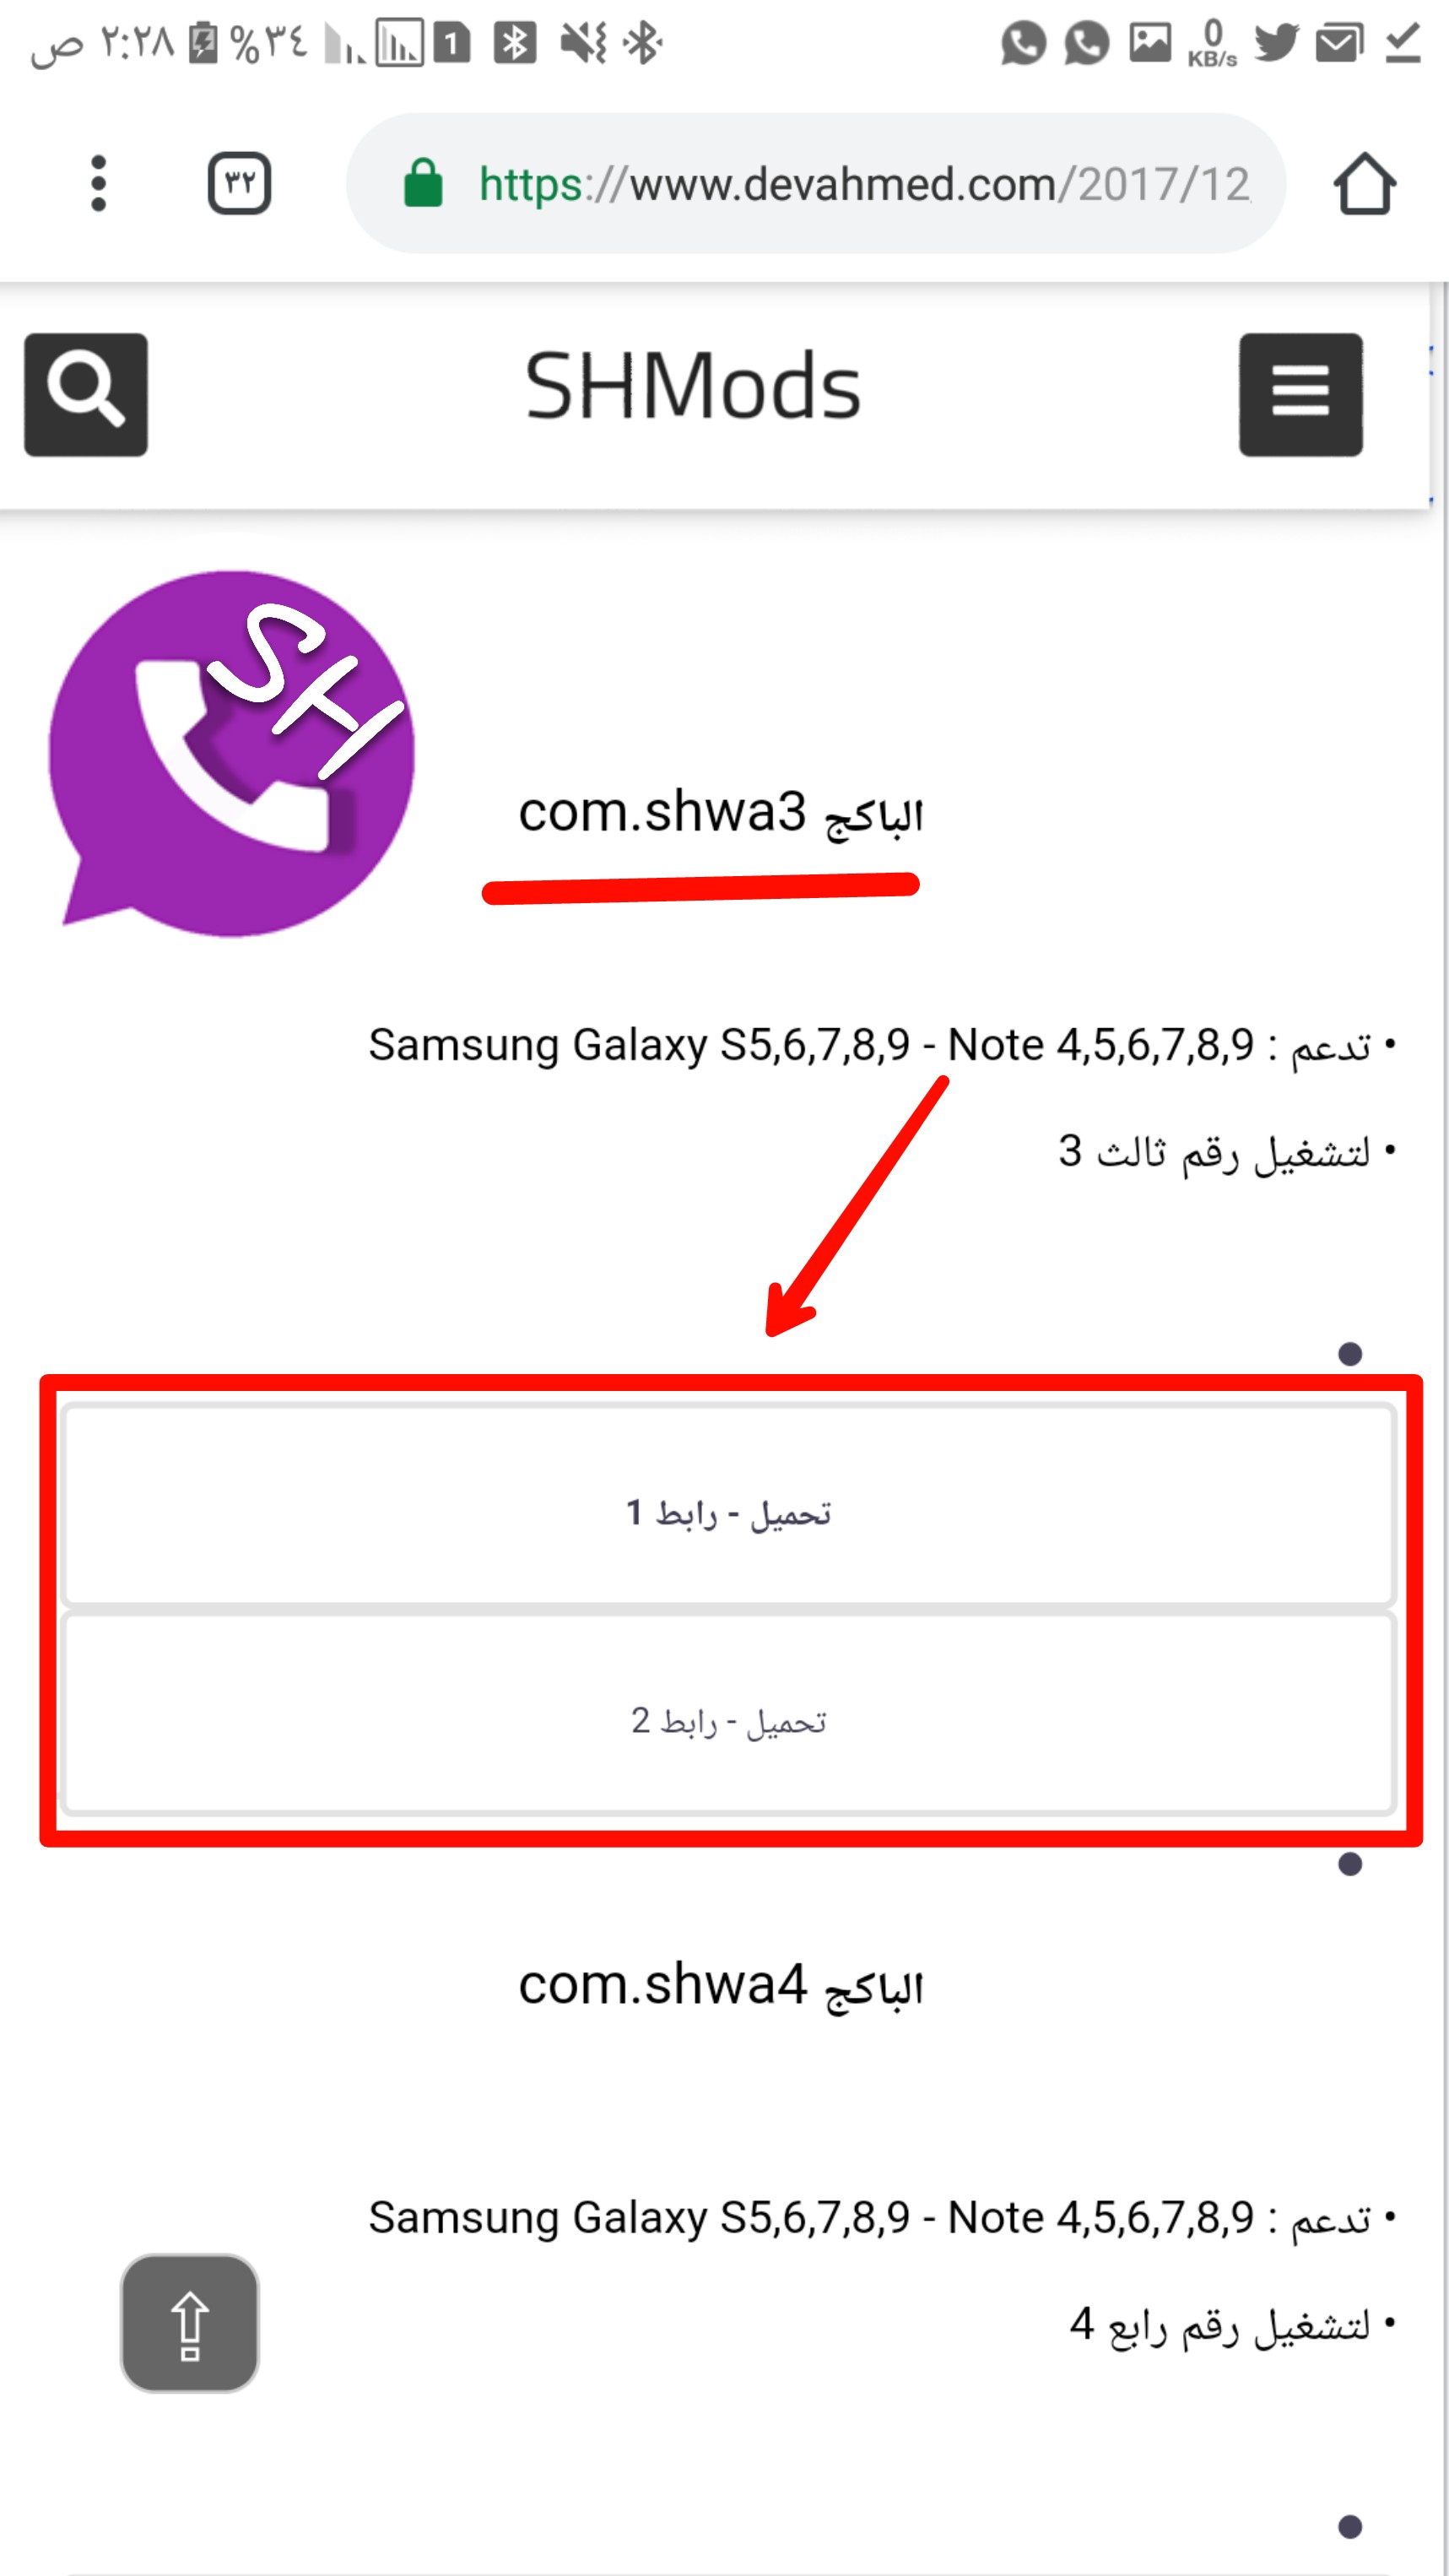 ص ٢:٢٨ %٣٤ 1 0 KB/s
٣٢ https://www.devahmed.com/2017/12
SHMods
SH
الباكج com.shwa3
• تدعم : Samsung Galaxy S5,6,7,8,9 - Note 4,5,6,7,8,9
• لتشغيل رقم ثالث 3
تحميل - رابط 1
تحميل - رابط 2
الباكج com.shwa4
• تدعم : Samsung Galaxy S5,6,7,8,9 - Note 4,5,6,7,8,9
• لتشغيل رقم رابع 4